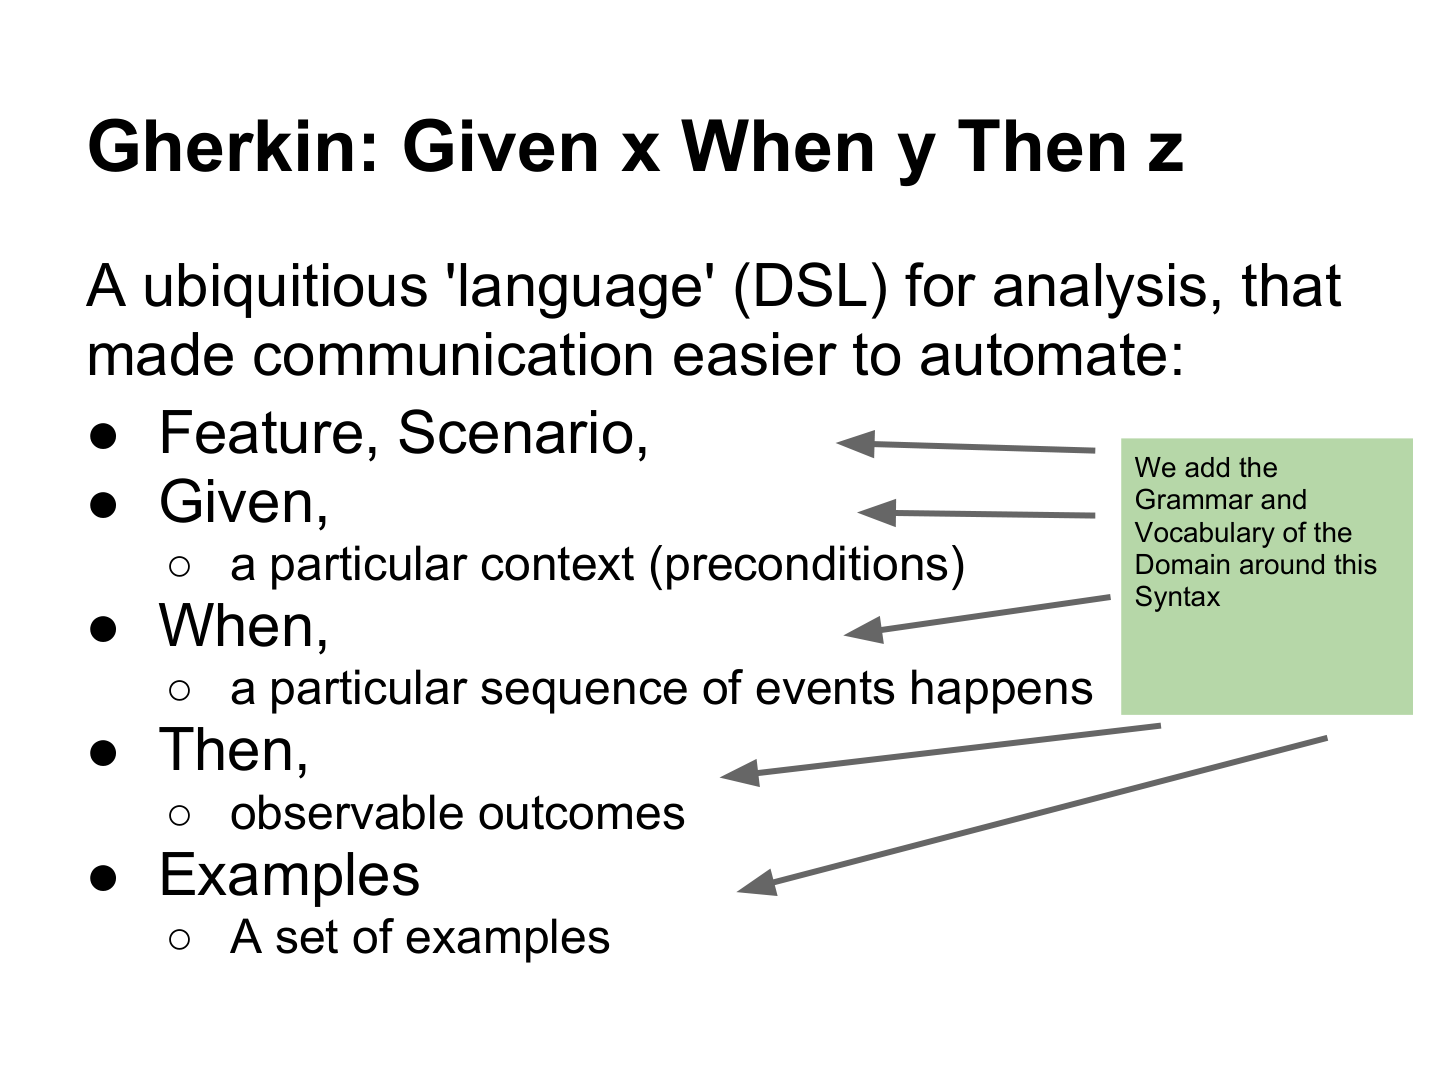 Gherkin: Given x When y Then z
A ubiquitious 'language' (DSL) for analysis, that
made communication easier to automate:
● Feature, Scenario,
● Given,
○ a particular context (preconditions)
● When,
○ a particular sequence of events happens
● Then,
○ observable outcomes
● Examples
○ A set of examples
We add the
Grammar and
Vocabulary of the
Domain around this
Syntax